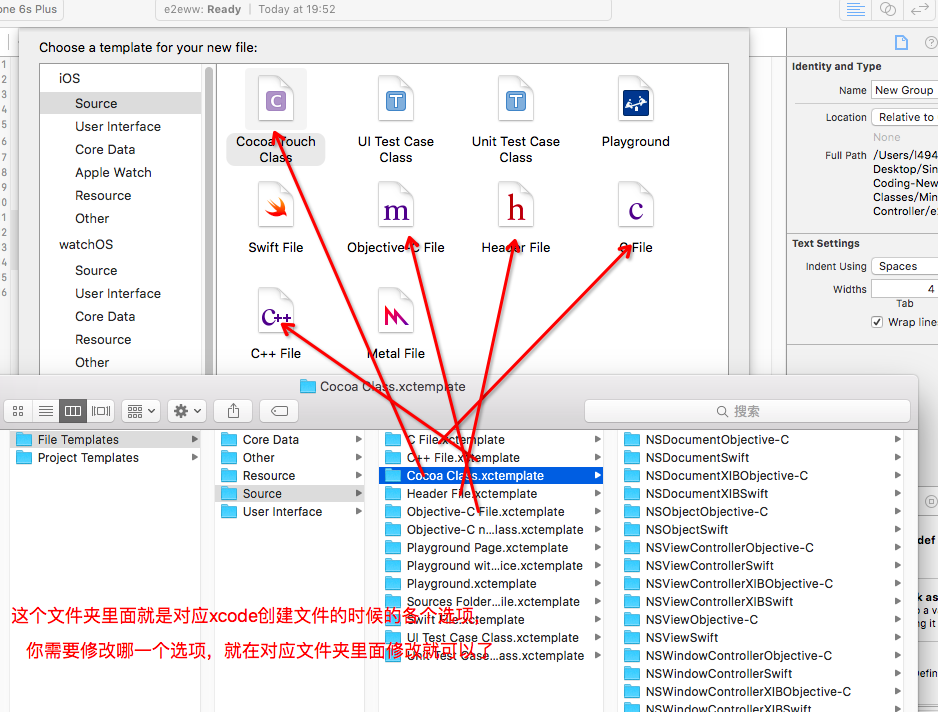 one 6s Plus
e2eww: Ready | Today at 19:52
Choose a template for your new file:
iOS
Source
User Interface
Core Data
Apple Watch
Resource
Other
watchOS
Source
User Interface
Core Data
Resource
Other
Cocoa Touch
Class
UI Test Case
Class
Unit Test Case
Class
Playground
Swift File
Objective-C File
Header File
C File
C++ File
Metal File
Identity and Type
Name New Group
Location Relative to
None
Full Path /Users/l494
Desktop/Sin
Coding-New
Classes/Min
Controller/e
Text Settings
Indent Using Spaces
Widths 4
Tab
Wrap line
Cocoa Class.xctemplate
搜索
File Templates
Project Templates
Core Data
Other
Resource
Source
User Interface
C File.xctemplate
C++ File.xctemplate
Cocoa Class.xctemplate
Header File.xctemplate
Objective-C File.xctemplate
Objective-C n...lass.xctemplate
Playground Page.xctemplate
Playground wit...ice.xctemplate
Playground.xctemplate
Sources Folder...ile.xctemplate
Swift File.xctemplate
UI Test Case Class.xctemplate
Unit Test Case...ass.xctemplate
NSDocumentObjective-C
NSDocumentSwift
NSDocumentXIBObjective-C
NSDocumentXIBSwift
NSObjectObjective-C
NSObjectSwift
NSViewControllerObjective-C
NSViewControllerSwift
NSViewControllerXIBObjective-C
NSViewControllerXIBSwift
NSViewObjective-C
NSViewSwift
NSWindowControllerObjective-C
NSWindowControllerSwift
NSWindowControllerXIBObjective-C
NSWindowControllerXIBSwift
这个文件夹里面就是对应xcode创建文件的时候的各个选项，
你需要修改哪一个选项，就在对应文件夹里面修改就可以了